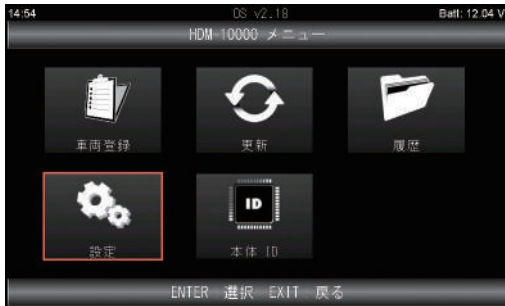 14:54 OS v2.18 Batt: 12.04 V
HDM-10000 メニュー
車両登録 更新 履歴
ID
設定 本体 ID
ENTER 選択 EXIT 戻る